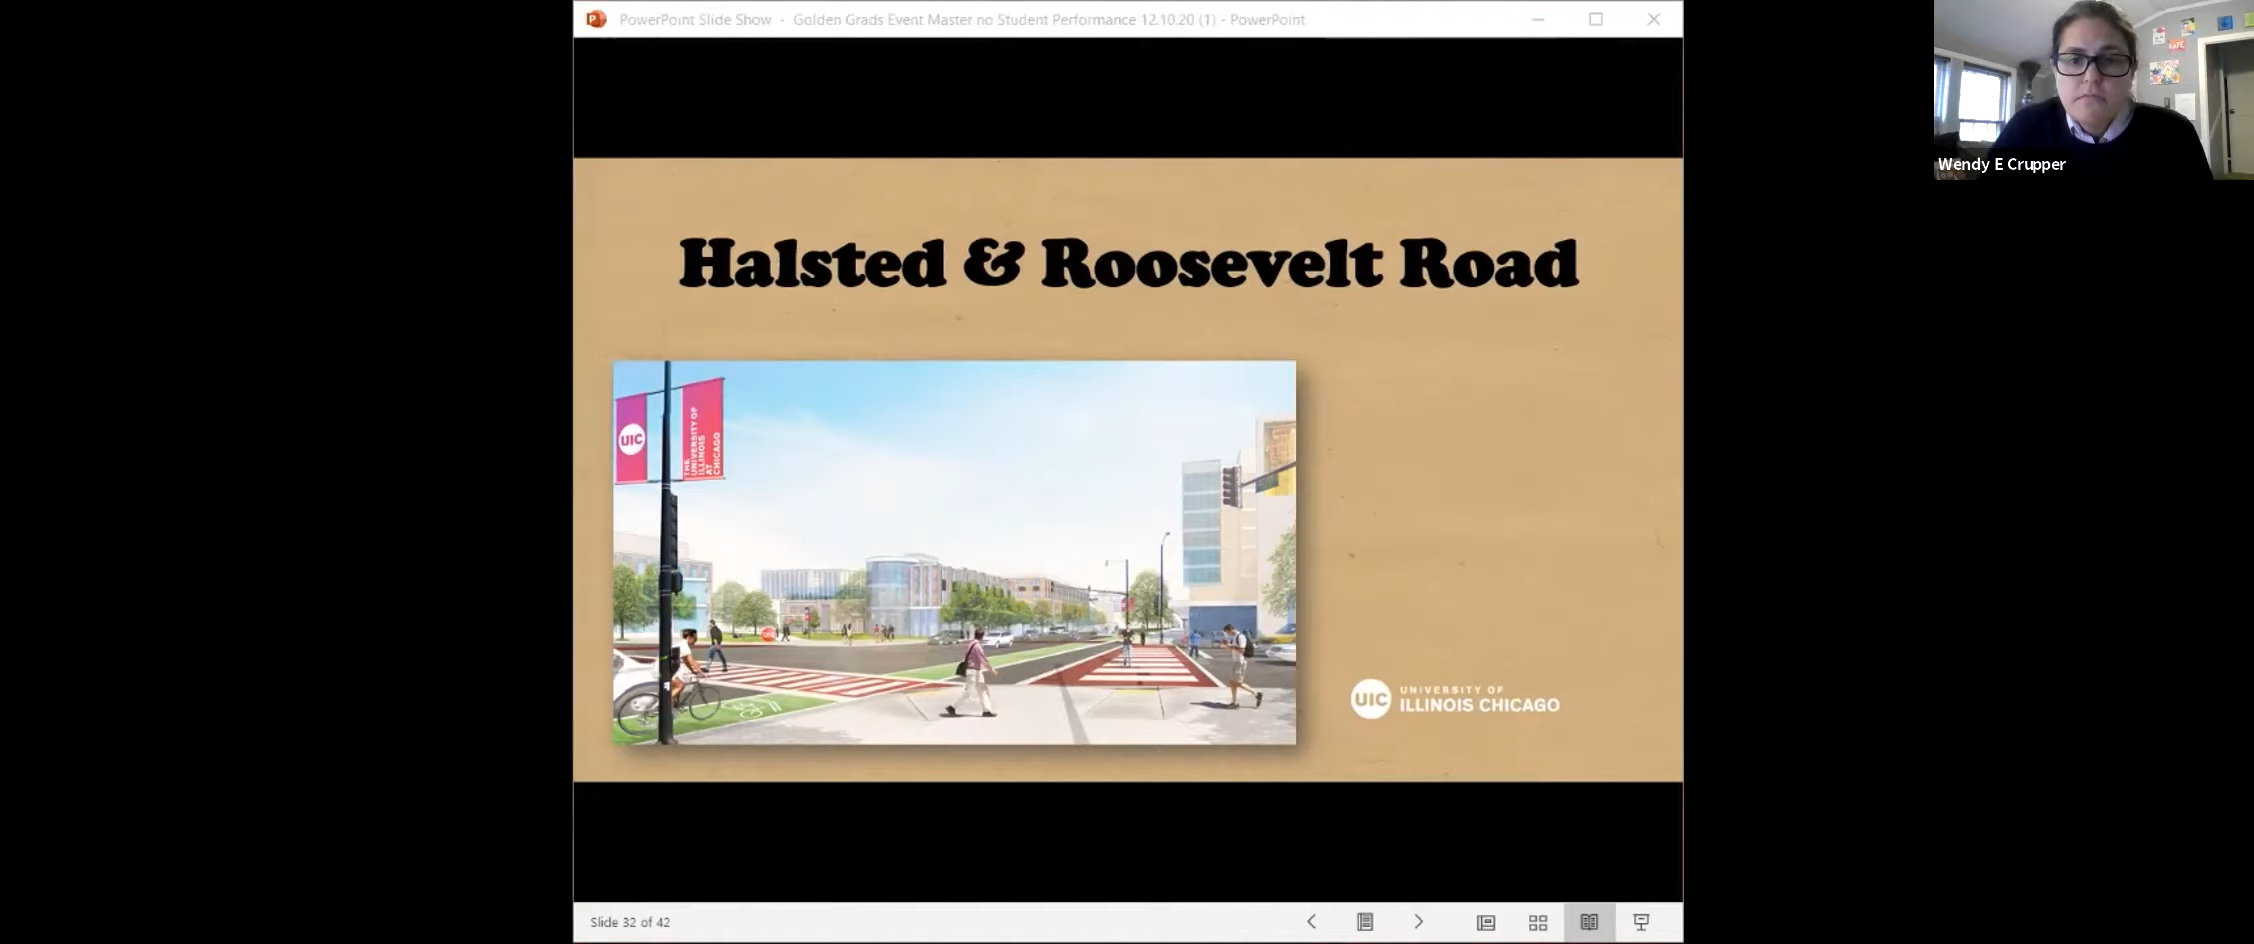 PowerPoint Slide Show - Golden Grads Event Master no Student Performance 12.10.20 (1) - PowerPoint
KATE
Wendy E Crupper
Halsted & Roosevelt Road
UIC
THE
UNIVERSITY OF
ILLINOIS
AT
CHICAGO
UIC
UNIVERSITY OF
ILLINOIS CHICAGO
Slide 32 of 42